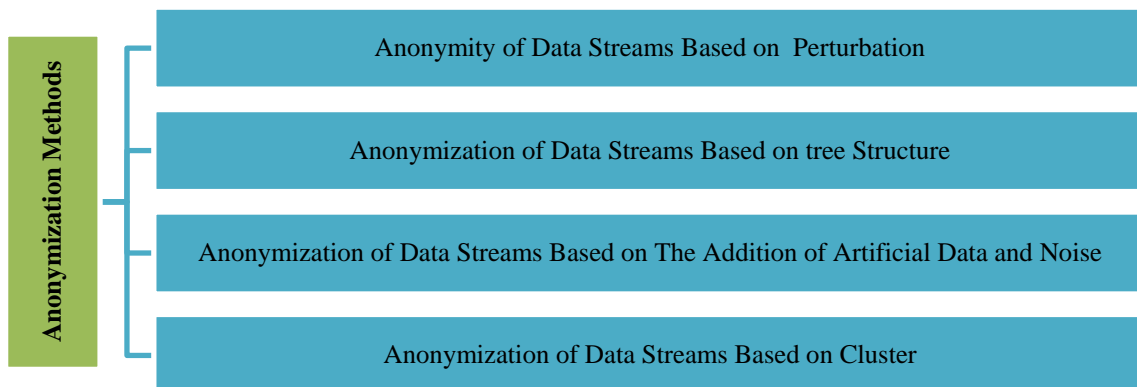 Anonymization Methods
Anonymity of Data Streams Based on Perturbation
Anonymization of Data Streams Based on tree Structure
Anonymization of Data Streams Based on The Addition of Artificial Data and Noise
Anonymization of Data Streams Based on Cluster